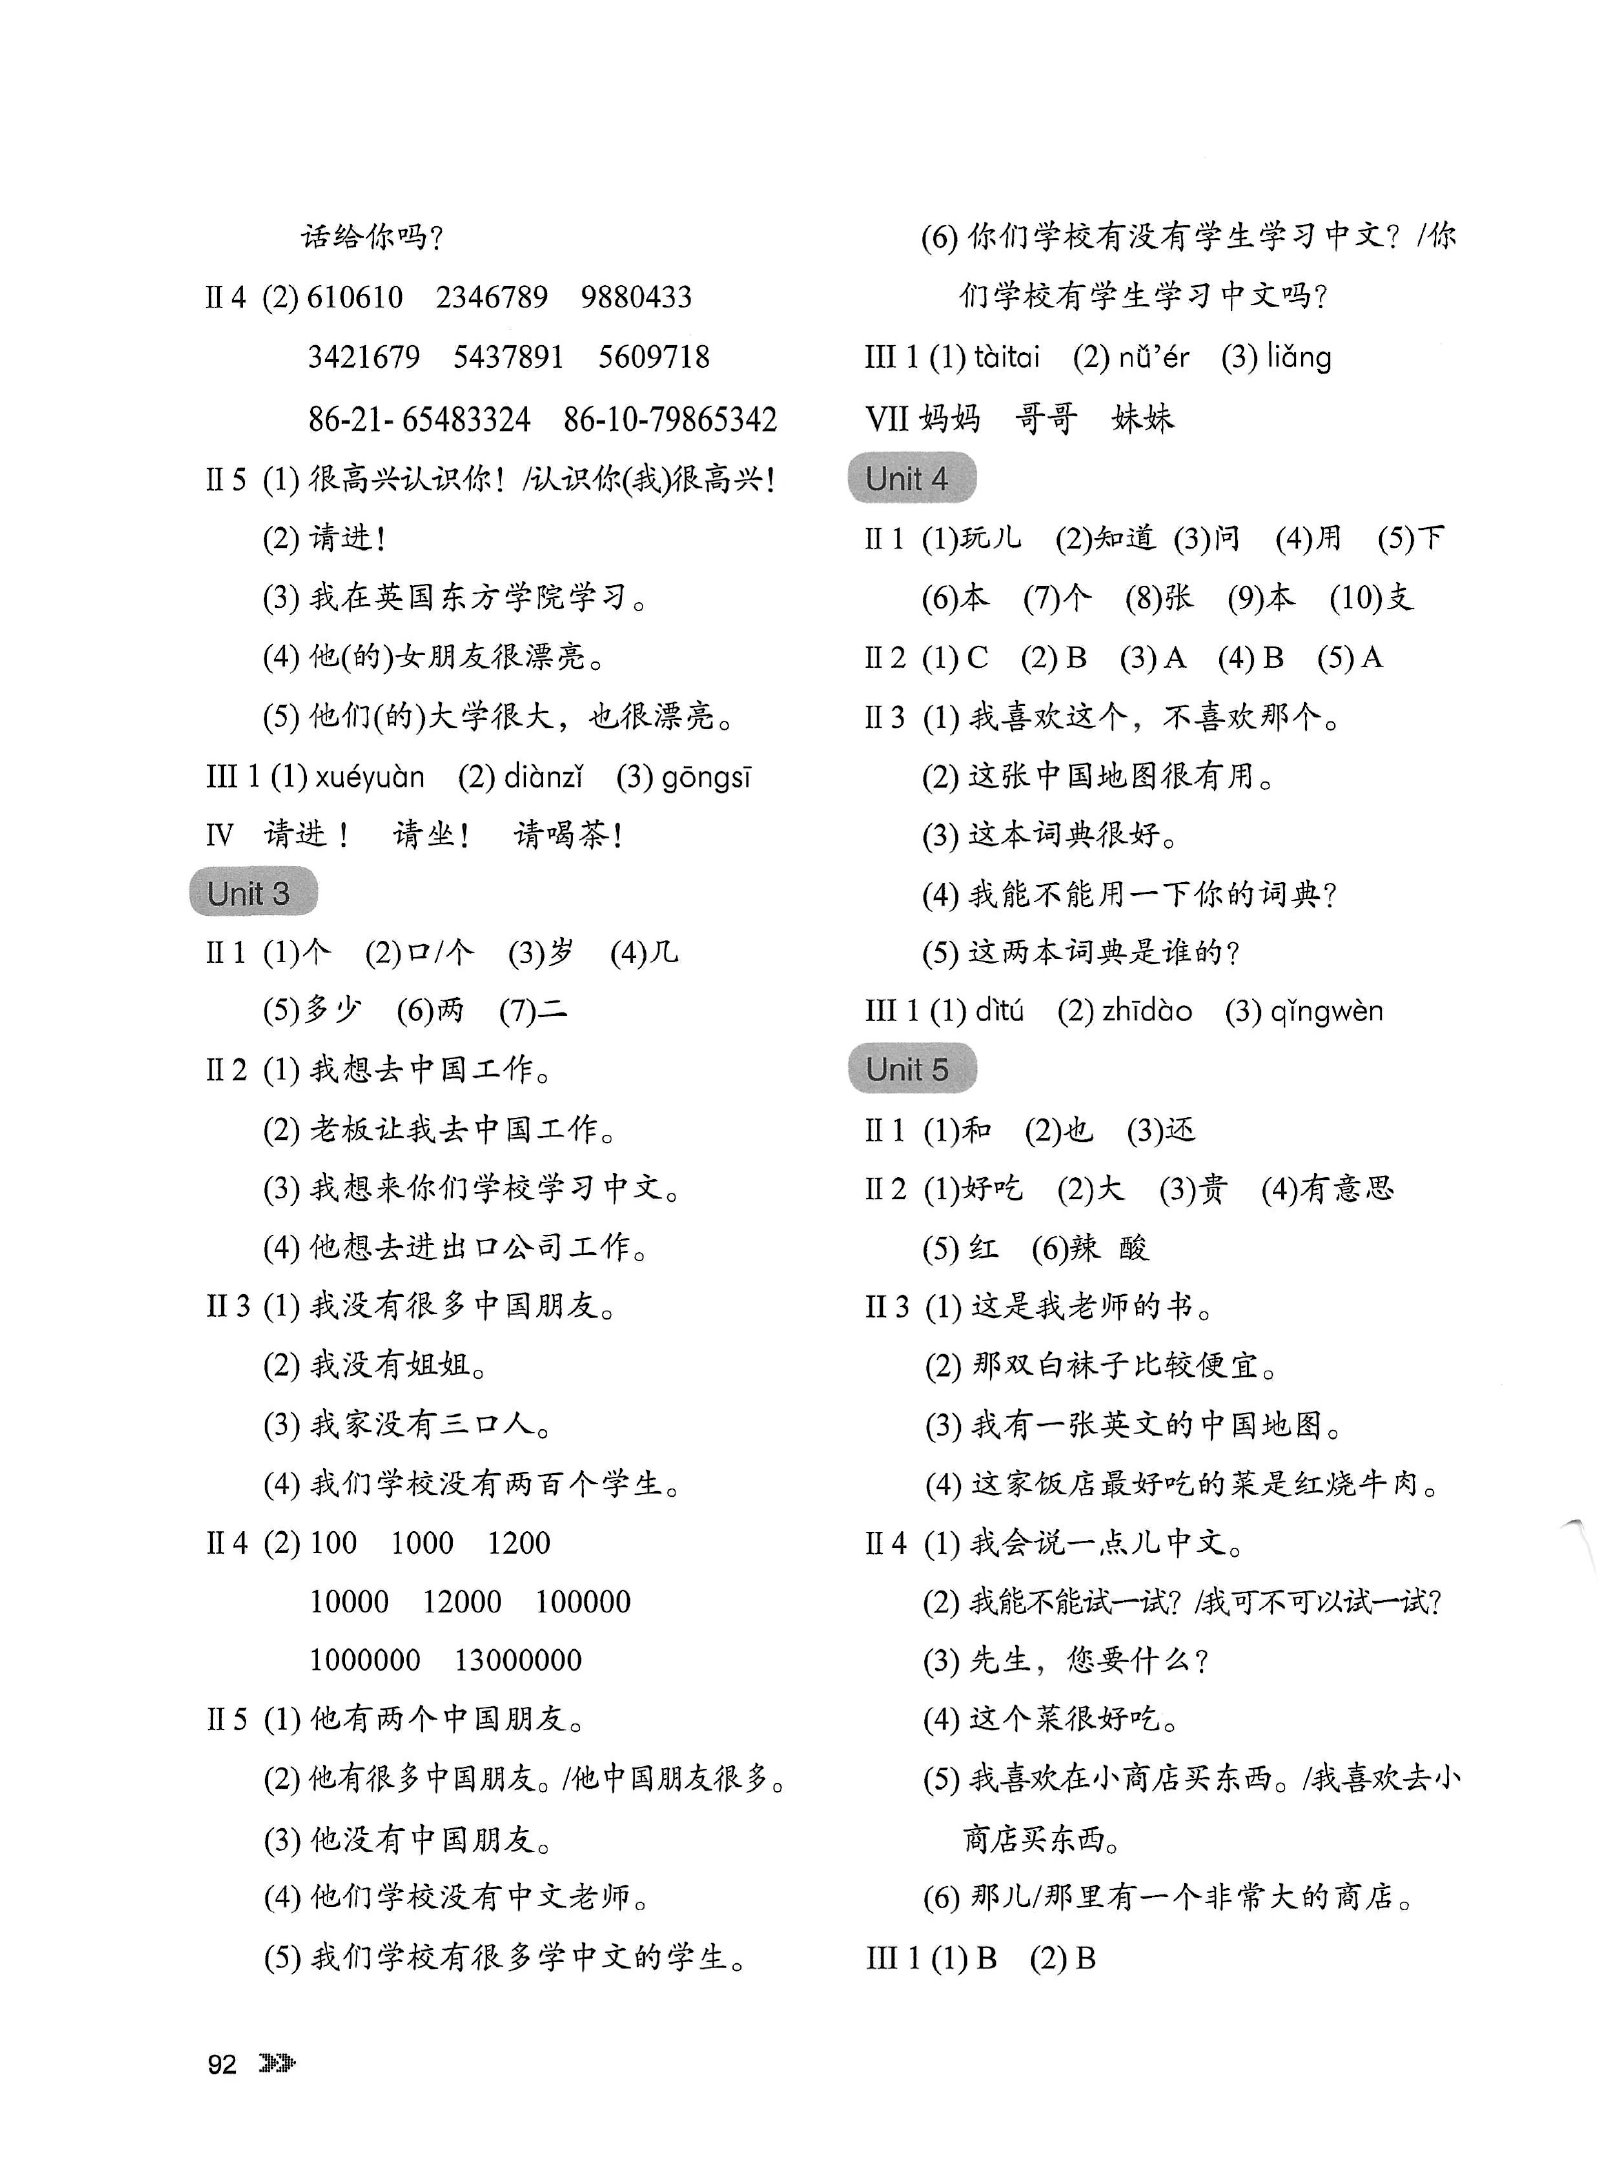 话给你吗？
II 4 (2) 610610 2346789 9880433
3421679 5437891 5609718
86-21- 65483324 86-10-79865342
II 5 (1) 很高兴认识你！/认识你(我)很高兴！
(2) 请进！
(3) 我在英国东方学院学习。
(4) 他(的)女朋友很漂亮。
(5) 他们(的)大学很大，也很漂亮。
III 1 (1) xuéyuàn (2) diànzǐ (3) gōngsī
IV 请进！ 请坐！ 请喝茶！
Unit 3
II 1 (1)个 (2)口/个 (3)岁 (4)几
(5)多少 (6)两 (7)二
II 2 (1) 我想去中国工作。
(2) 老板让我去中国工作。
(3) 我想来你们学校学习中文。
(4) 他想去进出口公司工作。
II 3 (1) 我没有很多中国朋友。
(2) 我没有姐姐。
(3) 我家没有三口人。
(4) 我们学校没有两百个学生。
II 4 (2) 100 1000 1200
10000 12000 100000
1000000 13000000
II 5 (1) 他有两个中国朋友。
(2) 他有很多中国朋友。/他中国朋友很多。
(3) 他没有中国朋友。
(4) 他们学校没有中文老师。
(5) 我们学校有很多学中文的学生。
(6) 你们学校有没有学生学习中文？/你
们学校有学生学习中文吗？
III 1 (1) tàitai (2) nǚ’ér (3) liǎng
VII 妈妈 哥哥 妹妹
Unit 4
II 1 (1)玩儿 (2)知道 (3)问 (4)用 (5)下
(6)本 (7)个 (8)张 (9)本 (10)支
II 2 (1) C (2) B (3) A (4) B (5) A
II 3 (1) 我喜欢这个，不喜欢那个。
(2) 这张中国地图很有用。
(3) 这本词典很好。
(4) 我能不能用一下你的词典？
(5) 这两本词典是谁的？
III 1 (1) dìtú (2) zhīdào (3) qǐngwèn
Unit 5
II 1 (1)和 (2)也 (3)还
II 2 (1)好吃 (2)大 (3)贵 (4)有意思
(5) 红 (6)辣 酸
II 3 (1) 这是我老师的书。
(2) 那双白袜子比较便宜。
(3) 我有一张英文的中国地图。
(4) 这家饭店最好吃的菜是红烧牛肉。
II 4 (1) 我会说一点儿中文。
(2) 我能不能试一试？/我可不可以试一试？
(3) 先生，您要什么？
(4) 这个菜很好吃。
(5) 我喜欢在小商店买东西。/我喜欢去小
商店买东西。
(6) 那儿/那里有一个非常大的商店。
III 1 (1) B (2) B
92